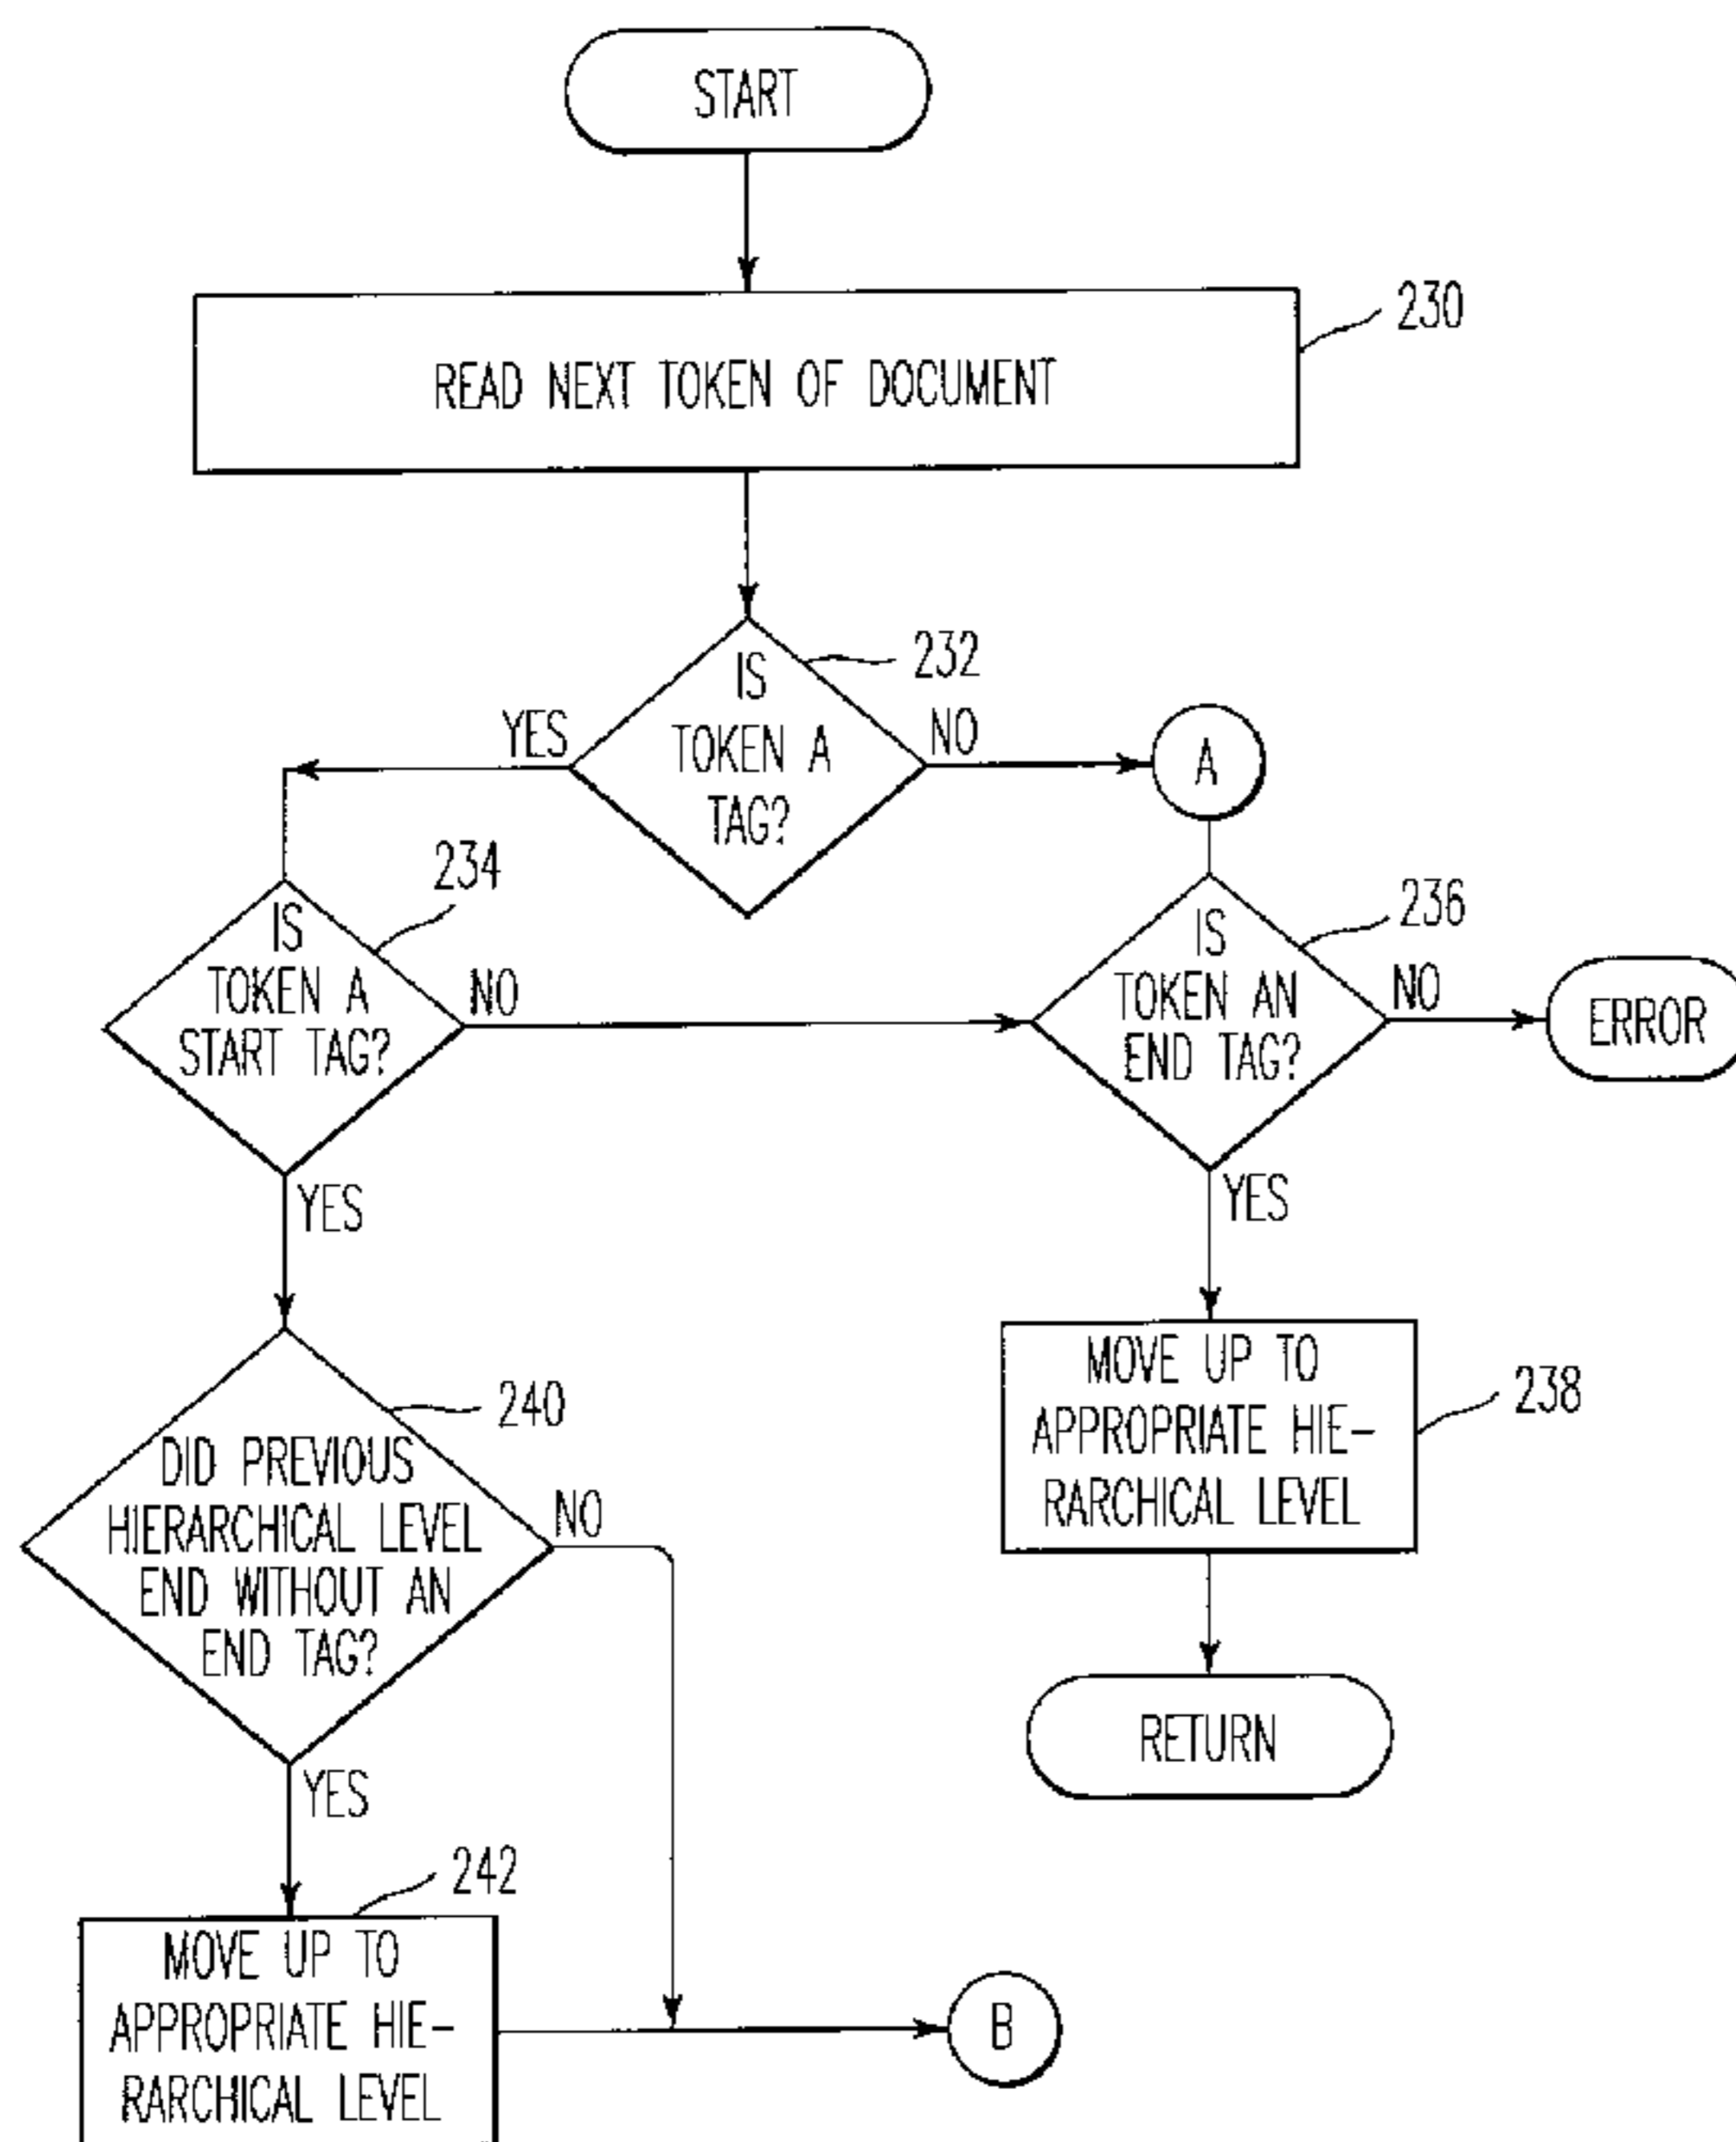 START
READ NEXT TOKEN OF DOCUMENT
230
IS
TOKEN A
TAG?
232
YES
NO
A
IS
TOKEN A
START TAG?
234
NO
YES
IS
TOKEN AN
END TAG?
236
NO
ERROR
YES
MOVE UP TO
APPROPRIATE HIE-
RARCHICAL LEVEL
238
RETURN
DID PREVIOUS
HIERARCHICAL LEVEL
END WITHOUT AN
END TAG?
240
NO
YES
MOVE UP TO
APPROPRIATE HIE-
RARCHICAL LEVEL
242
B